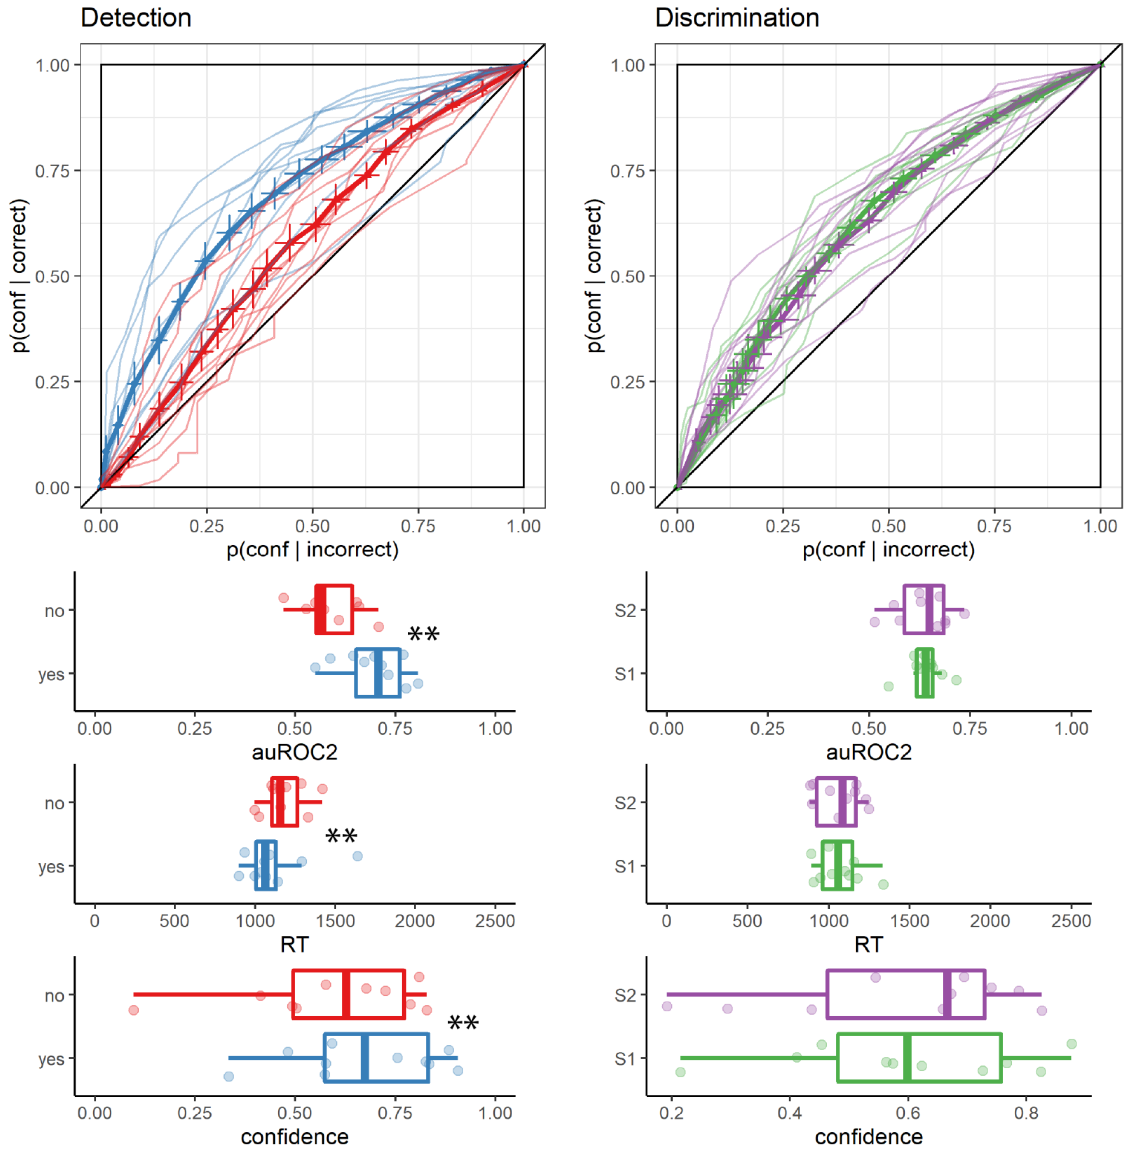 Detection
Discrimination
p(conf | correct)
1.00
0.75
0.50
0.25
0.00
0.00 0.25 0.50 0.75 1.00
p(conf | incorrect)
p(conf | correct)
1.00
0.75
0.50
0.25
0.00
0.00 0.25 0.50 0.75 1.00
p(conf | incorrect)
no
**
yes
0.00 0.25 0.50 0.75 1.00
auROC2
S2
S1
0.00 0.25 0.50 0.75 1.00
auROC2
no
**
yes
0 500 1000 1500 2000 2500
RT
S2
S1
0 500 1000 1500 2000 2500
RT
no
**
yes
0.00 0.25 0.50 0.75 1.00
confidence
S2
S1
0.2 0.4 0.6 0.8
confidence